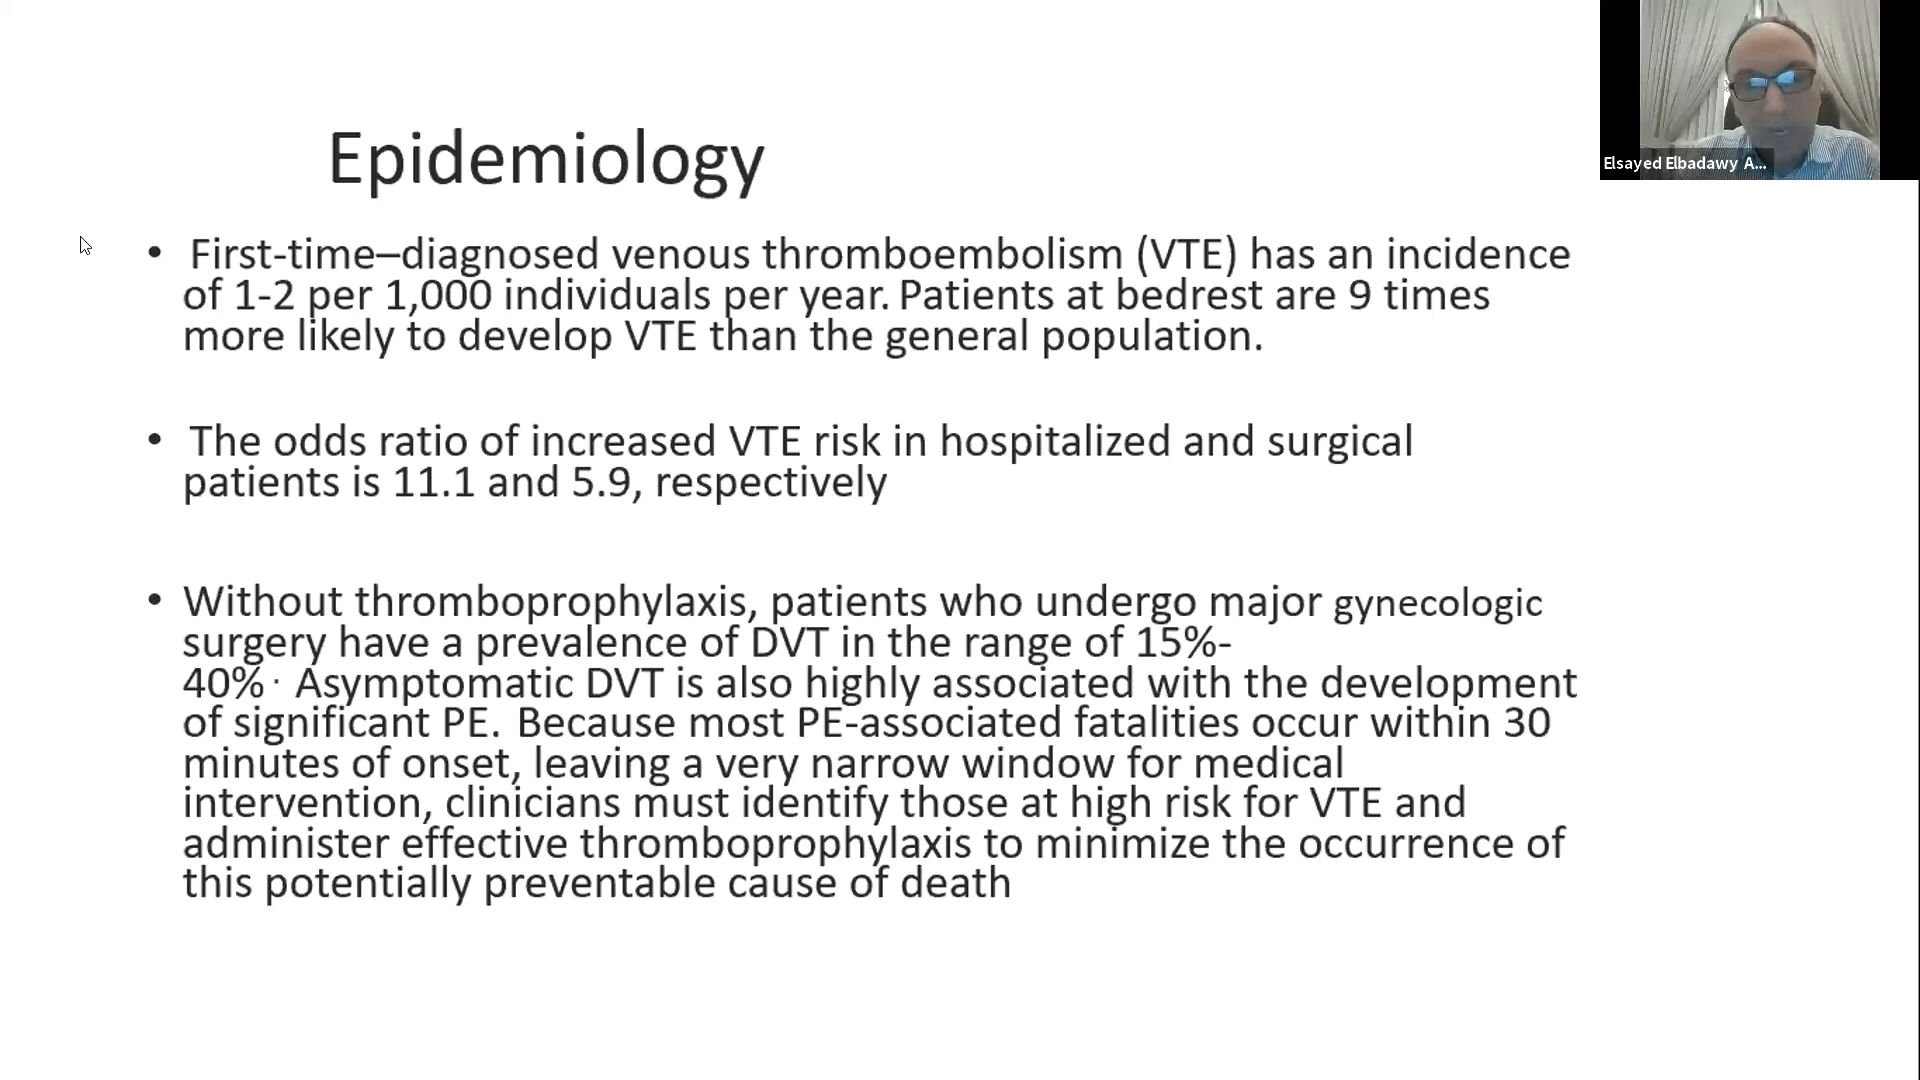 Elsayed Elbadawy A...
Epidemiology
• First-time–diagnosed venous thromboembolism (VTE) has an incidence
of 1-2 per 1,000 individuals per year. Patients at bedrest are 9 times
more likely to develop VTE than the general population.
• The odds ratio of increased VTE risk in hospitalized and surgical
patients is 11.1 and 5.9, respectively
• Without thromboprophylaxis, patients who undergo major gynecologic
surgery have a prevalence of DVT in the range of 15%-
40%· Asymptomatic DVT is also highly associated with the development
of significant PE. Because most PE-associated fatalities occur within 30
minutes of onset, leaving a very narrow window for medical
intervention, clinicians must identify those at high risk for VTE and
administer effective thromboprophylaxis to minimize the occurrence of
this potentially preventable cause of death